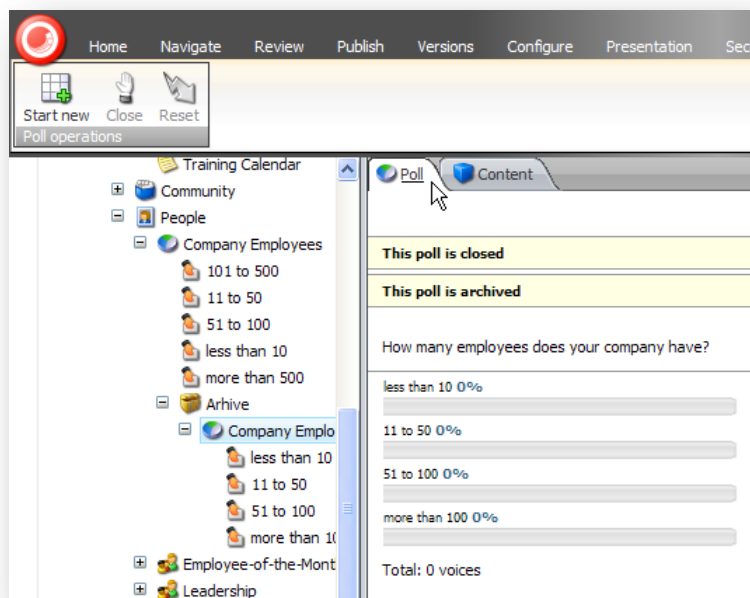 Home Navigate Review Publish Versions Configure Presentation Sec
Start new Close Reset
Poll operations
Training Calendar
Community
People
Company Employees
101 to 500
11 to 50
51 to 100
less than 10
more than 500
Arhive
Company Emplo
less than 10
11 to 50
51 to 100
more than 10
Employee-of-the-Mont
Leadership
Poll Content
This poll is closed
This poll is archived
How many employees does your company have?
less than 10 0%
11 to 50 0%
51 to 100 0%
more than 100 0%
Total: 0 voices